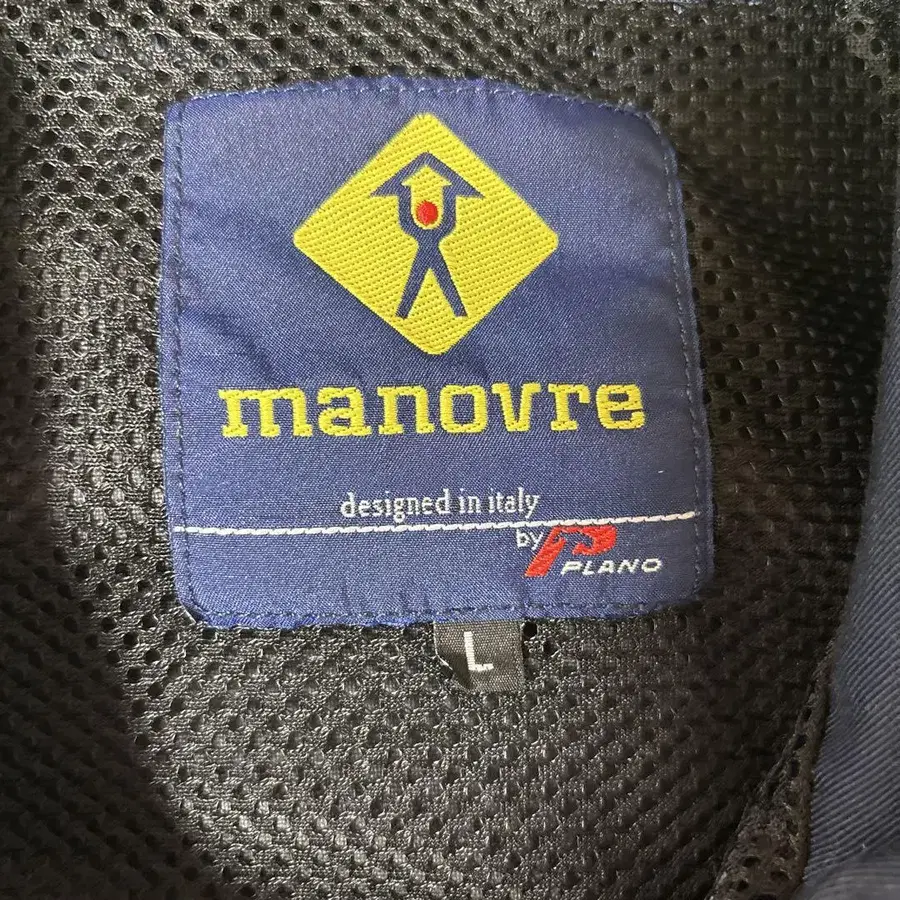 manovre
designed in italy
by PLANO
L